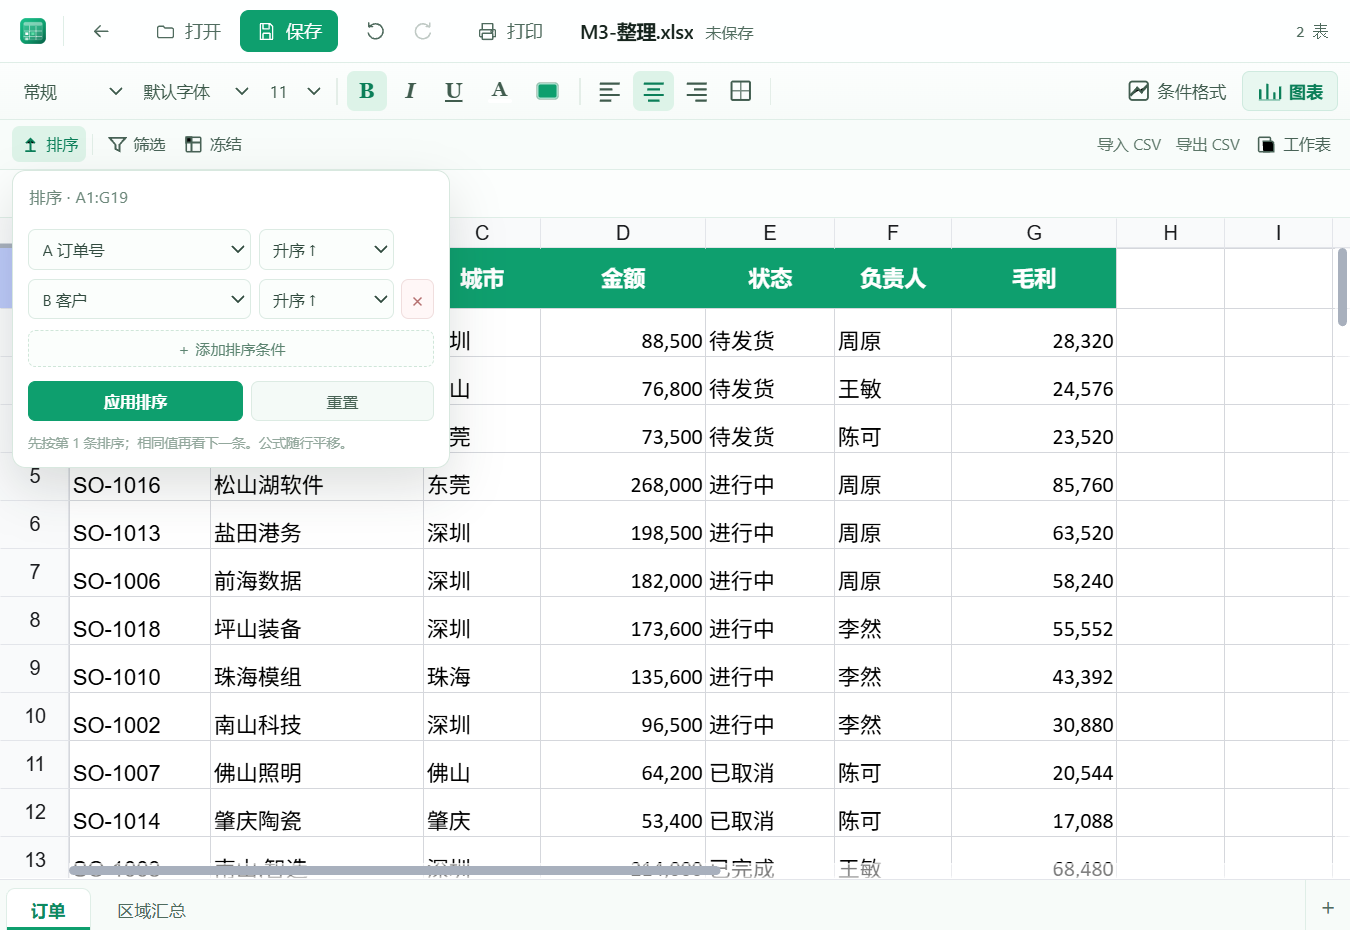 打开 保存 打印 M3-整理.xlsx 未保存 2 表
常规 默认字体 11 B I U A 条件格式 图表
排序 筛选 冻结 导入 CSV 导出 CSV 工作表
排序 · A1:G19
A 订单号 升序 ↑
B 客户 升序 ↑ ×
+ 添加排序条件
应用排序 重置
先按第 1 条排序；相同值再看下一条。公式随行平移。
C D E F G H I
城市 金额 状态 负责人 毛利
圳 88,500 待发货 周原 28,320
山 76,800 待发货 王敏 24,576
莞 73,500 待发货 陈可 23,520
5 SO-1016 松山湖软件 东莞 268,000 进行中 周原 85,760
6 SO-1013 盐田港务 深圳 198,500 进行中 周原 63,520
7 SO-1006 前海数据 深圳 182,000 进行中 周原 58,240
8 SO-1018 坪山装备 深圳 173,600 进行中 李然 55,552
9 SO-1010 珠海模组 珠海 135,600 进行中 李然 43,392
10 SO-1002 南山科技 深圳 96,500 进行中 李然 30,880
11 SO-1007 佛山照明 佛山 64,200 已取消 陈可 20,544
12 SO-1014 肇庆陶瓷 肇庆 53,400 已取消 陈可 17,088
13 深圳 已完成 王敏 68,480
订单 区域汇总 +